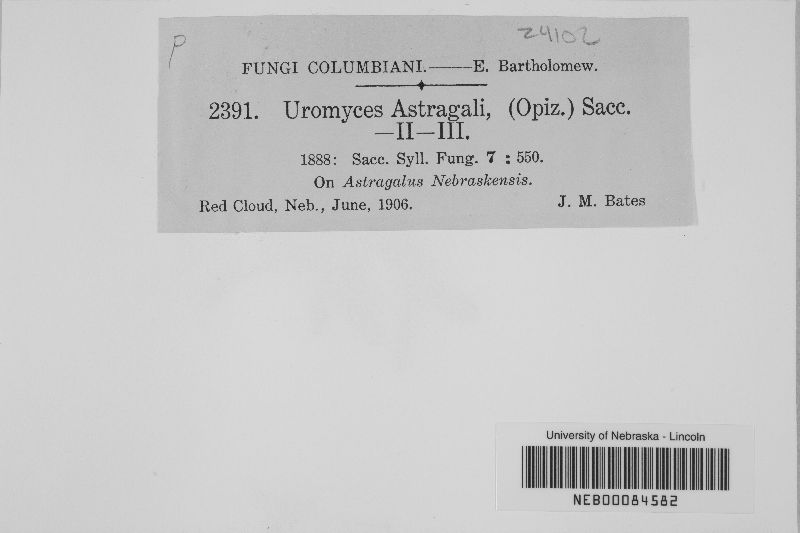 P
24102
FUNGI COLUMBIANI.——E. Bartholomew.
2391. Uromyces Astragali, (Opiz.) Sacc.
—II—III.
1888: Sacc. Syll. Fung. 7 : 550.
On Astragalus Nebraskensis.
Red Cloud, Neb., June, 1906. J. M. Bates
University of Nebraska - Lincoln
NEB00084582